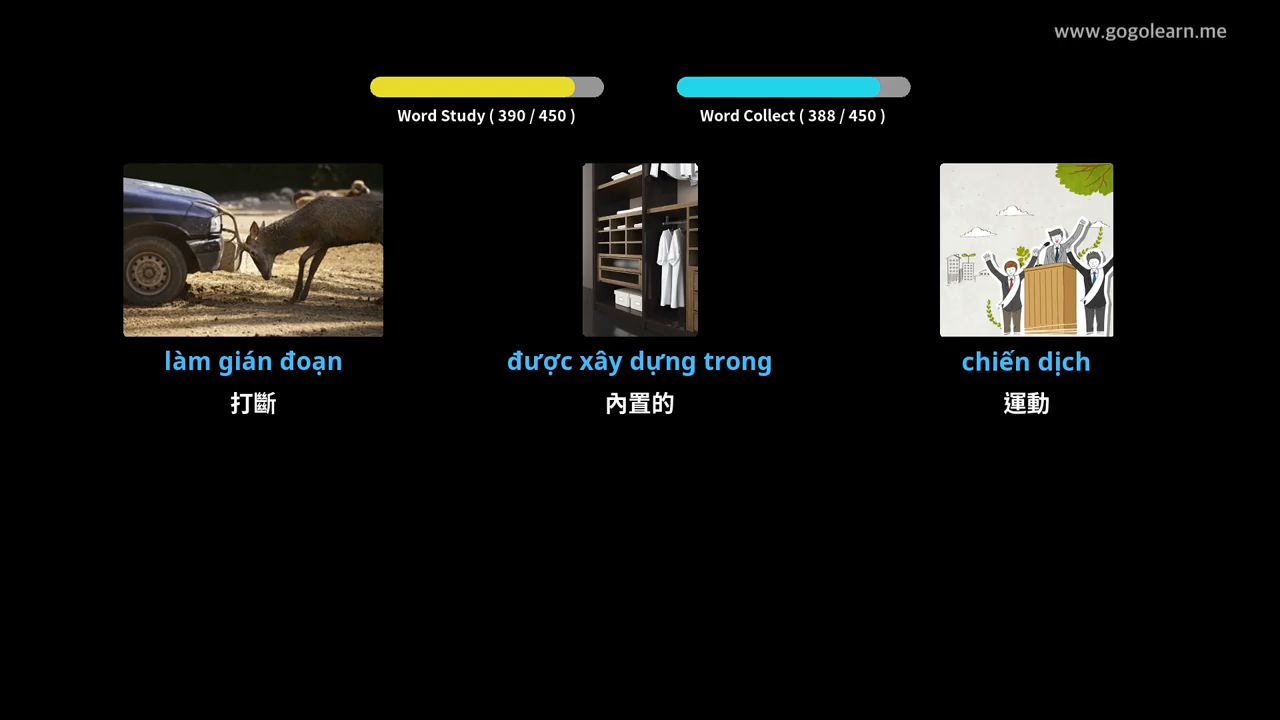 www.gogolearn.me
Word Study ( 390 / 450 )
Word Collect ( 388 / 450 )
làm gián đoạn
được xây dựng trong
chiến dịch
打斷
內置的
運動